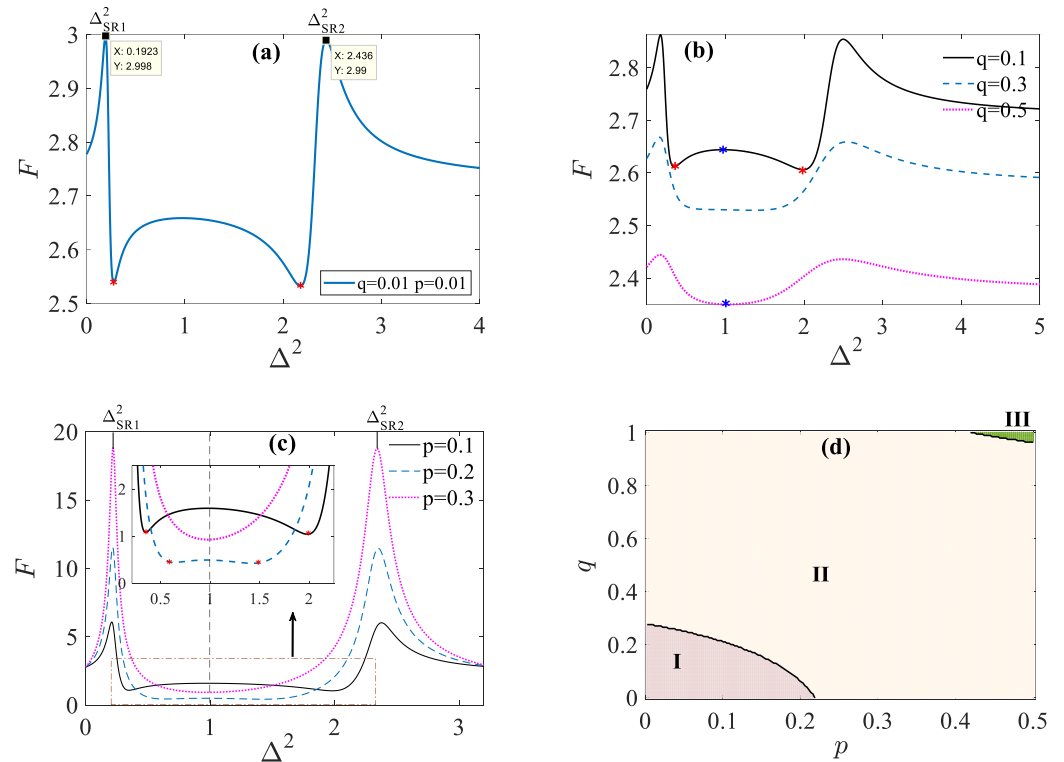 Δ²SR1
Δ²SR2
(a)
X: 0.1923
Y: 2.998
X: 2.436
Y: 2.99
F
3
2.9
2.8
2.7
2.6
2.5
q=0.01 p=0.01
0 1 2 3 4
Δ²
(b)
q=0.1
q=0.3
q=0.5
F
2.8
2.7
2.6
2.5
2.4
0 1 2 3 4 5
Δ²
Δ²SR1
Δ²SR2
(c)
p=0.1
p=0.2
p=0.3
F
20
15
10
5
0
2
1
0
0.5 1 1.5 2
0 1 2 3
Δ²
III
(d)
II
I
q
1
0.8
0.6
0.4
0.2
0
0 0.1 0.2 0.3 0.4 0.5
p